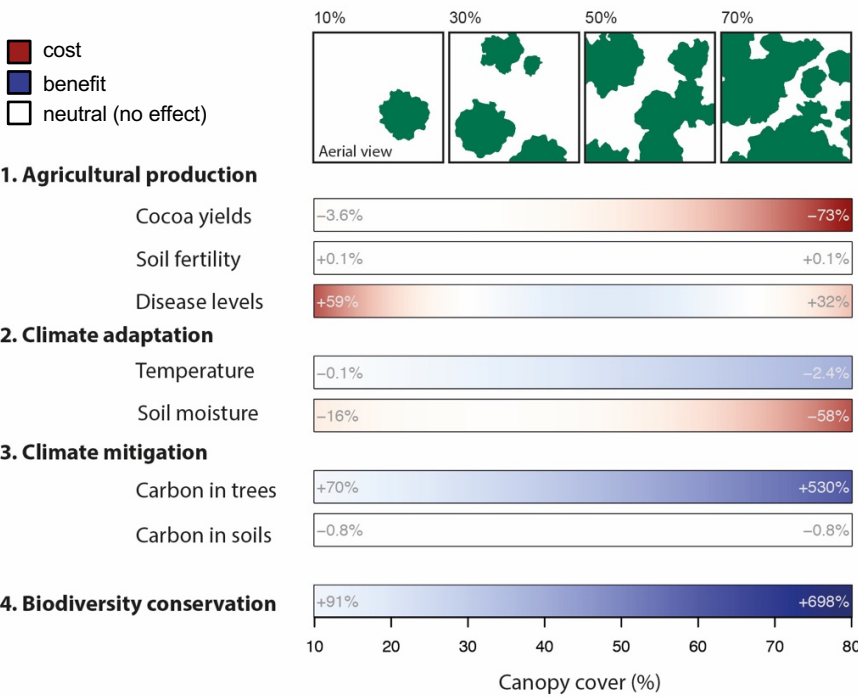 10% 30% 50% 70%
cost
benefit
neutral (no effect)
Aerial view
1. Agricultural production
Cocoa yields −3.6% −73%
Soil fertility +0.1% +0.1%
Disease levels +59% +32%
2. Climate adaptation
Temperature −0.1% −2.4%
Soil moisture −16% −58%
3. Climate mitigation
Carbon in trees +70% +530%
Carbon in soils −0.8% −0.8%
4. Biodiversity conservation +91% +698%
10 20 30 40 50 60 70 80
Canopy cover (%)